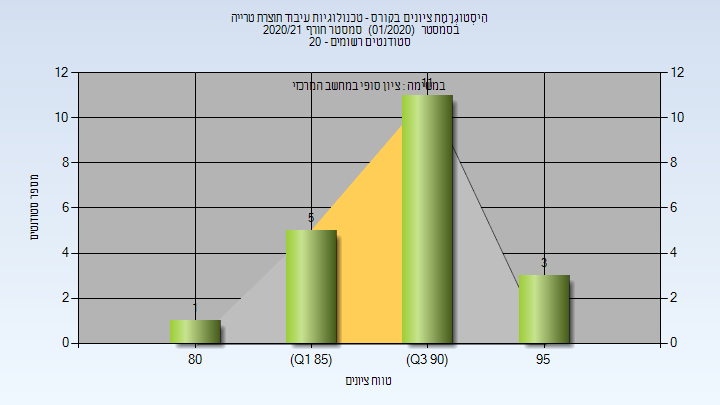 היסטוגרמת ציונים בקורס - טכנולוגיות עיבוד תוצרת טרייה
בסמסטר (01/2020) סמסטר חורף 2020/21
סטודנטים רשומים - 20
במשימה : ציון סופי במחשב המרכזי
מספר סטודנטים
12
10
8
6
4
2
0
12
10
8
6
4
2
0
1
5
11
3
80
(Q1 85)
(Q3 90)
95
טווח ציונים